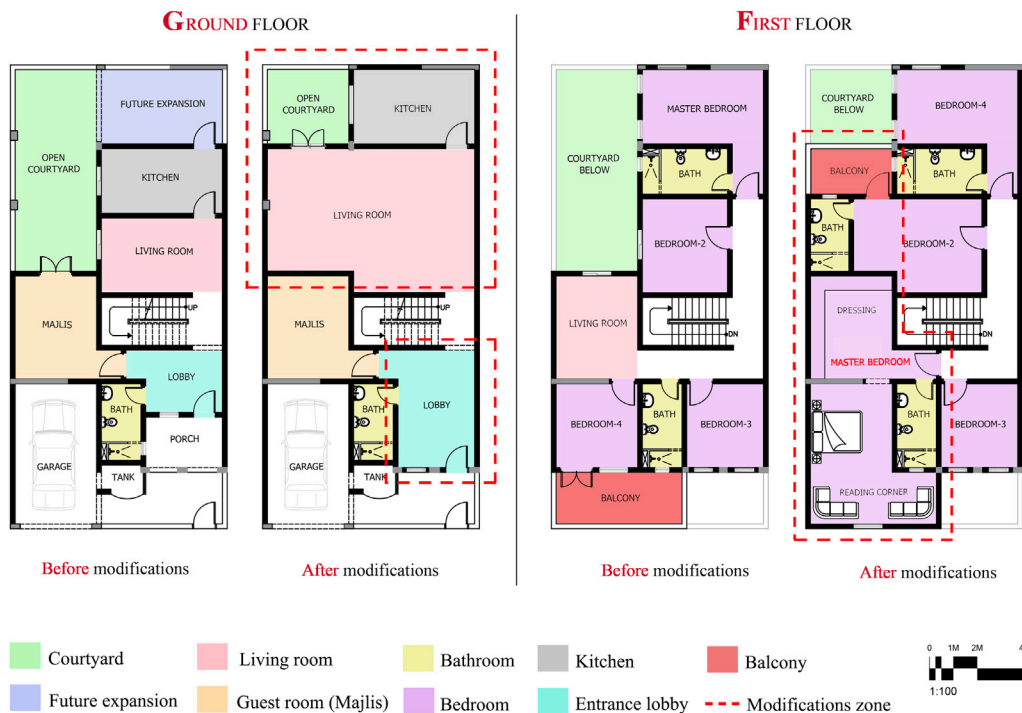 GROUND FLOOR
FIRST FLOOR
FUTURE EXPANSION
OPEN
COURTYARD
KITCHEN
LIVING ROOM
MAJLIS
UP
LOBBY
BATH
PORCH
GARAGE
TANK
Before modifications
OPEN
COURTYARD
KITCHEN
LIVING ROOM
MAJLIS
UP
LOBBY
BATH
GARAGE
TANK
After modifications
MASTER BEDROOM
COURTYARD
BELOW
BATH
BEDROOM-2
LIVING ROOM
DN
BATH
BEDROOM-4
BEDROOM-3
BALCONY
Before modifications
COURTYARD
BELOW
BEDROOM-4
BALCONY
BATH
BATH
BEDROOM-2
DRESSING
DN
MASTER BEDROOM
BATH
BEDROOM-3
READING CORNER
After modifications
Courtyard
Living room
Bathroom
Kitchen
Balcony
Future expansion
Guest room (Majlis)
Bedroom
Entrance lobby
Modifications zone
0 1M 2M 4
1:100